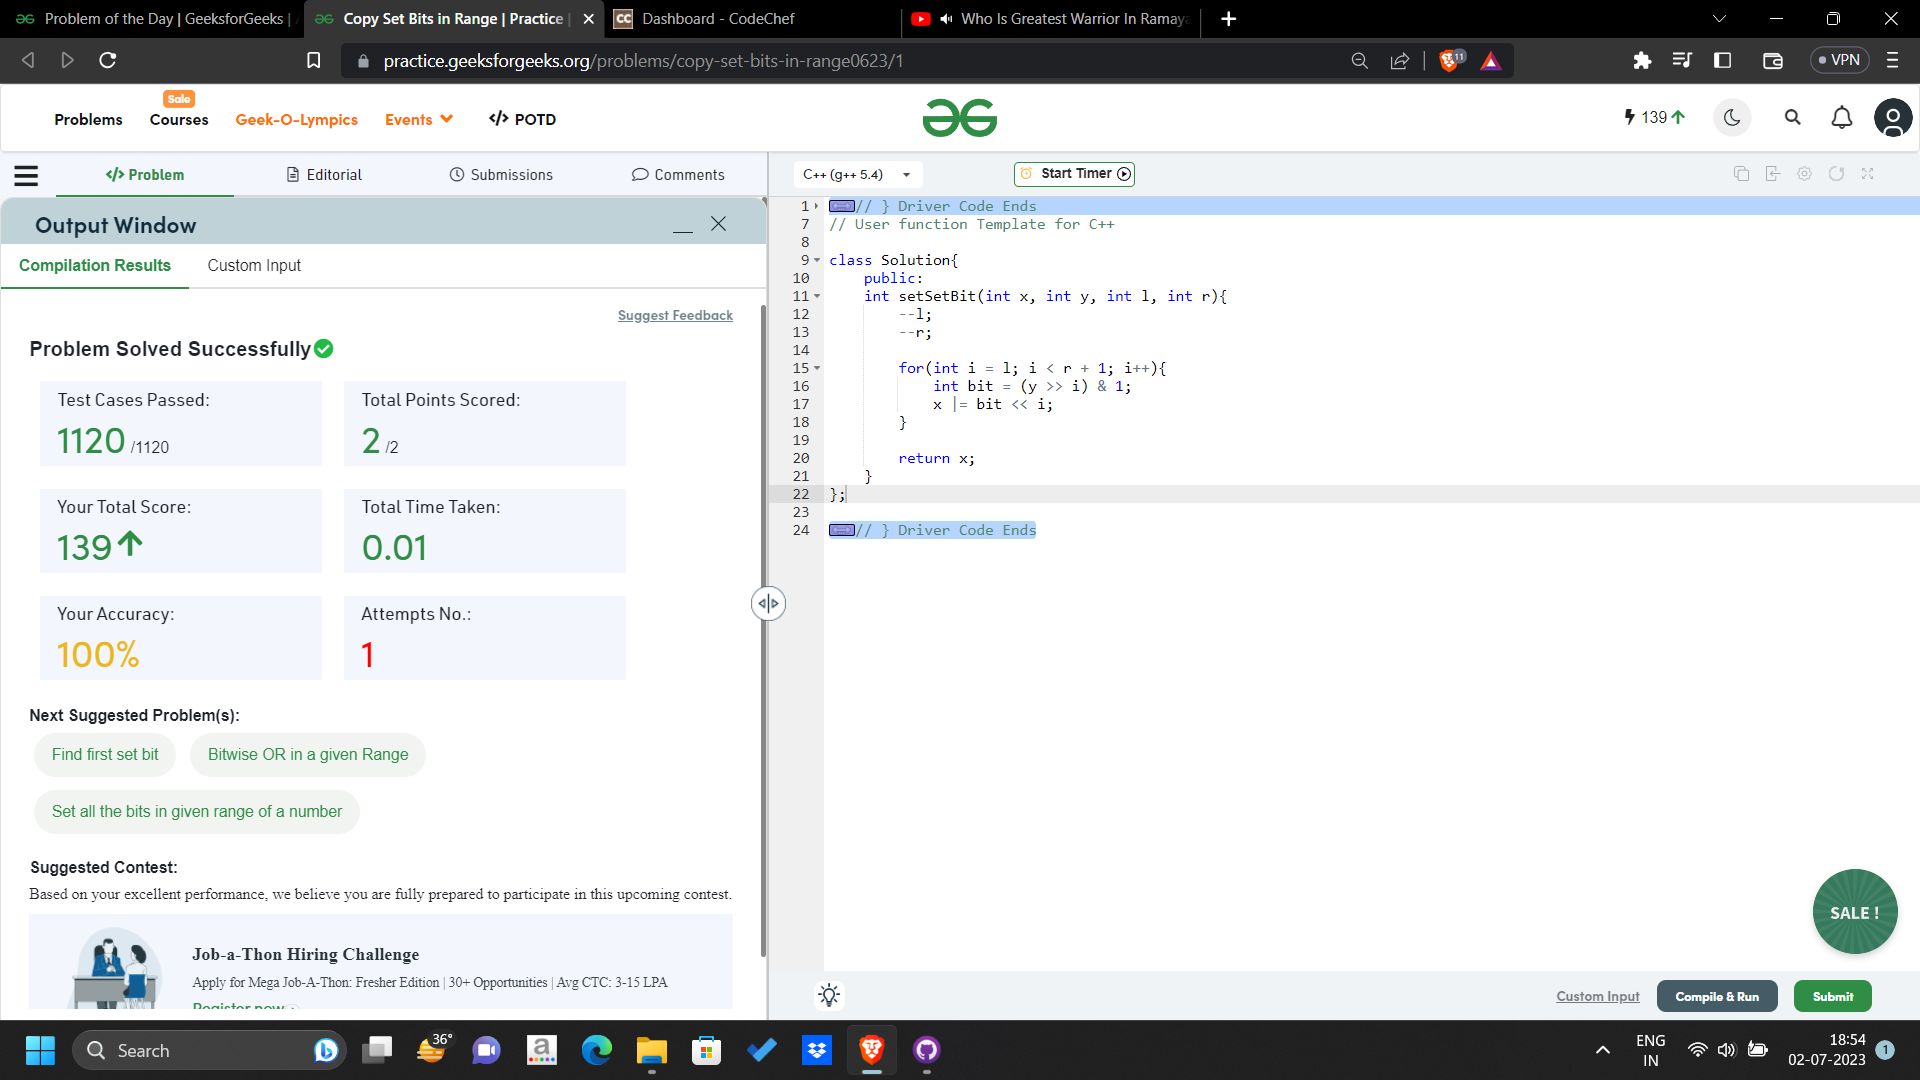 Problem of the Day | GeeksforGeeks |
Copy Set Bits in Range | Practice |
CC Dashboard - CodeChef
Who Is Greatest Warrior In Ramaya
practice.geeksforgeeks.org/problems/copy-set-bits-in-range0623/1
11
VPN
Sale
Problems
Courses
Geek-O-Lympics
Events
</> POTD
139
</> Problem
Editorial
Submissions
Comments
C++ (g++ 5.4)
Start Timer
Output Window
Compilation Results
Custom Input
Suggest Feedback
Problem Solved Successfully
Test Cases Passed:
1120 /1120
Total Points Scored:
2 /2
Your Total Score:
139
Total Time Taken:
0.01
Your Accuracy:
100%
Attempts No.:
1
Next Suggested Problem(s):
Find first set bit
Bitwise OR in a given Range
Set all the bits in given range of a number
Suggested Contest:
Based on your excellent performance, we believe you are fully prepared to participate in this upcoming contest.
Job-a-Thon Hiring Challenge
Apply for Mega Job-A-Thon: Fresher Edition | 30+ Opportunities | Avg CTC: 3-15 LPA
Register now
1 // } Driver Code Ends
7 // User function Template for C++
8
9 class Solution{
10 public:
11 int setSetBit(int x, int y, int l, int r){
12 --l;
13 --r;
14
15 for(int i = l; i < r + 1; i++){
16 int bit = (y >> i) & 1;
17 x |= bit << i;
18 }
19
20 return x;
21 }
22 };
23
24 // } Driver Code Ends
SALE !
Custom Input
Compile & Run
Submit
Search
36°
a
ENG
IN
18:54
02-07-2023
1